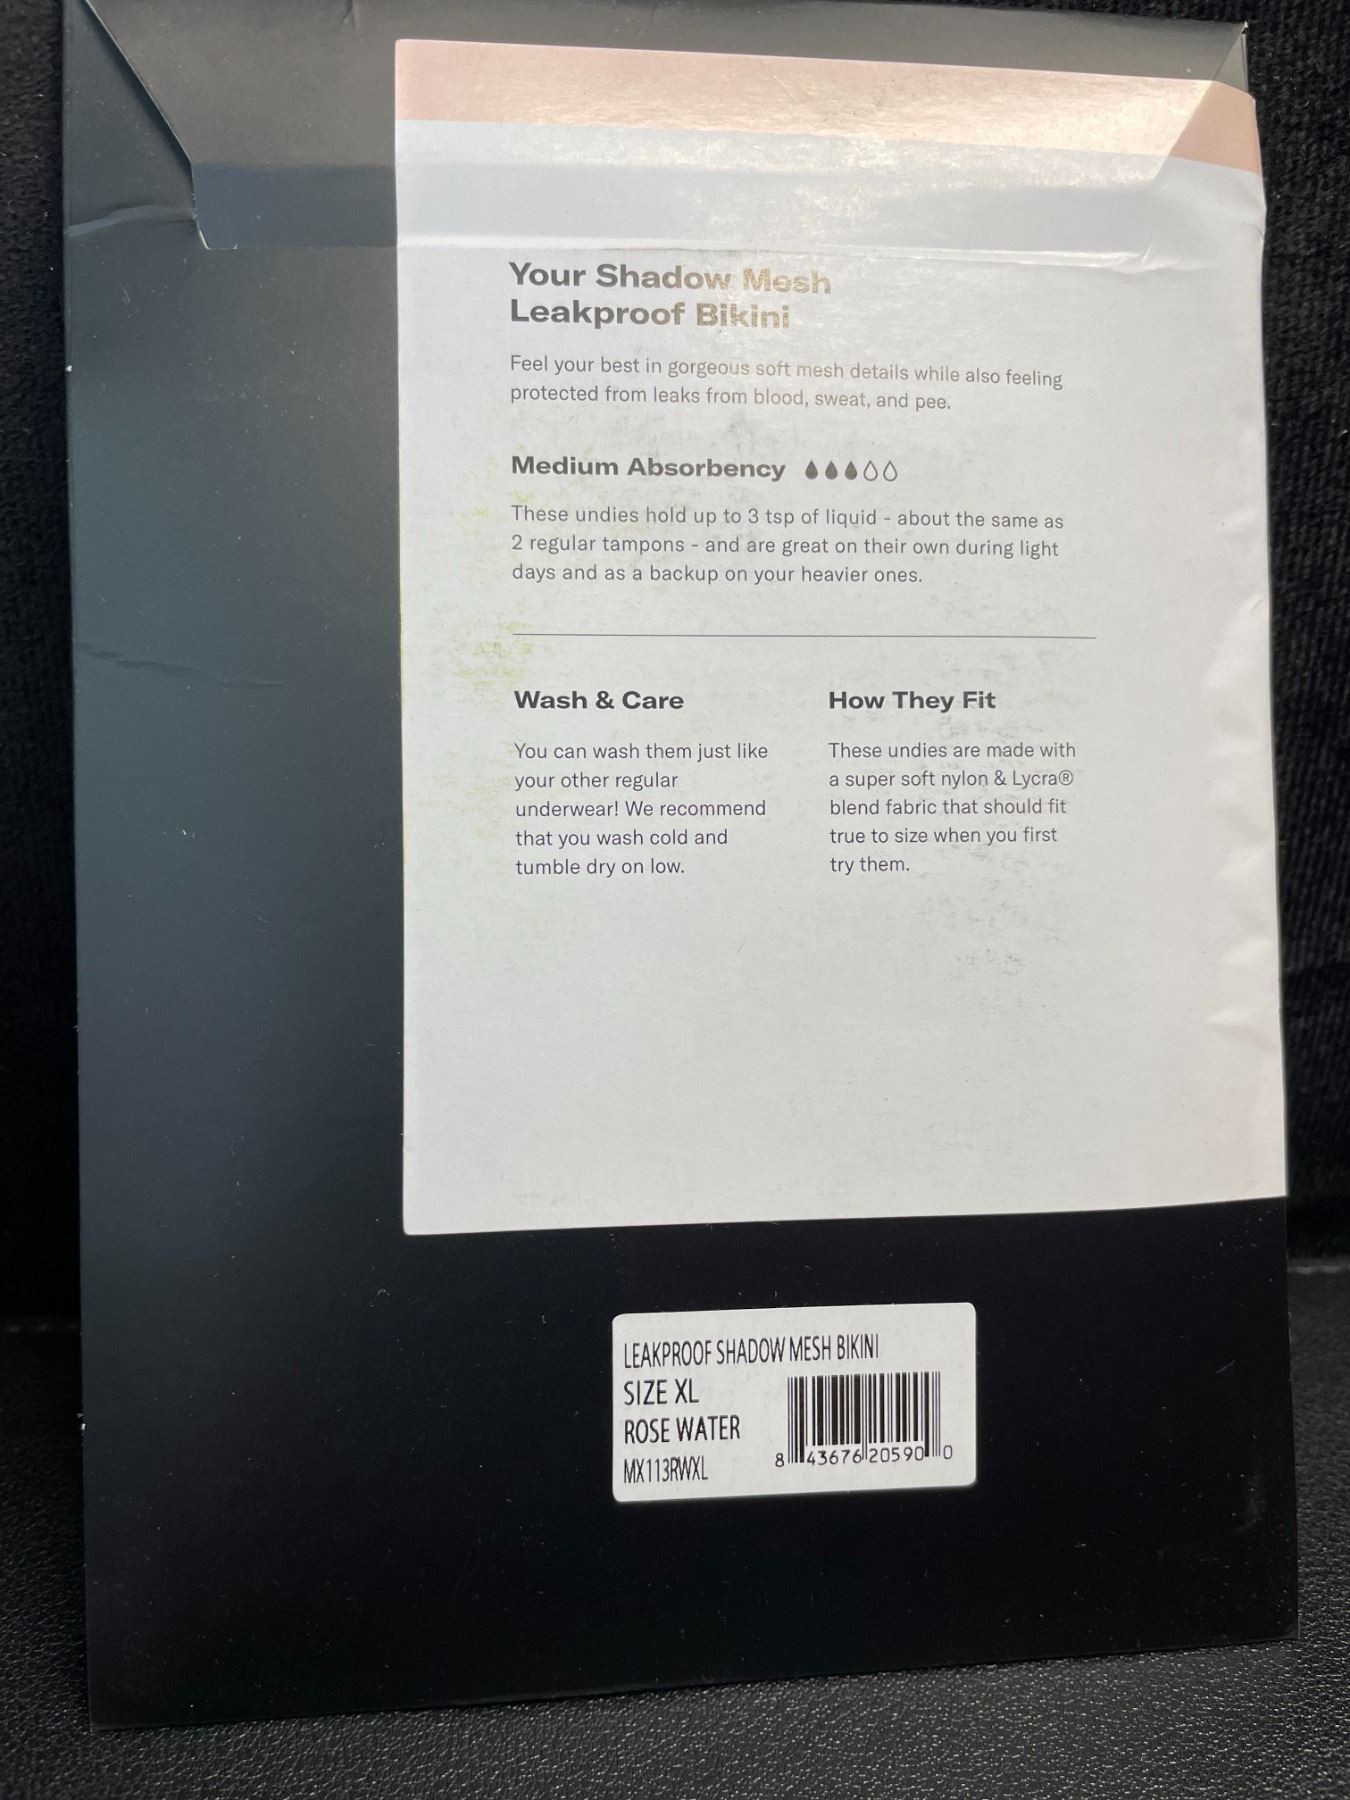 Your Shadow Mesh
Leakproof Bikini
Feel your best in gorgeous soft mesh details while also feeling
protected from leaks from blood, sweat, and pee.
Medium Absorbency
These undies hold up to 3 tsp of liquid - about the same as
2 regular tampons - and are great on their own during light
days and as a backup on your heavier ones.
Wash & Care
You can wash them just like
your other regular
underwear! We recommend
that you wash cold and
tumble dry on low.
How They Fit
These undies are made with
a super soft nylon & Lycra®
blend fabric that should fit
true to size when you first
try them.
LEAKPROOF SHADOW MESH BIKINI
SIZE XL
ROSE WATER
MX113RWXL
8 43676 20590 0